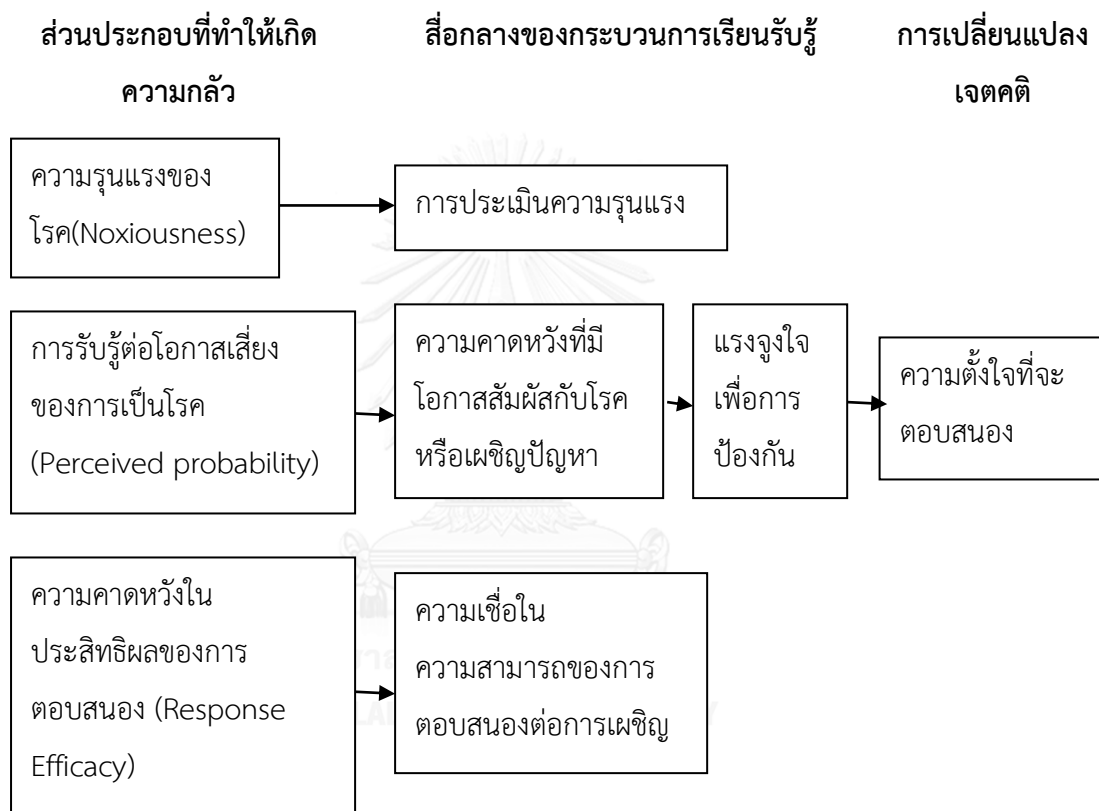 ส่วนประกอบที่ทำให้เกิด
ความกลัว
สื่อกลางของกระบวนการเรียนรับรู้
การเปลี่ยนแปลง
เจตคติ
ความรุนแรงของ
โรค(Noxiousness)
การประเมินความรุนแรง
การรับรู้ต่อโอกาสเสี่ยง
ของการเป็นโรค
(Perceived probability)
ความคาดหวังที่มี
โอกาสสัมผัสกับโรค
หรือเผชิญปัญหา
แรงจูงใจ
เพื่อการ
ป้องกัน
ความตั้งใจที่จะ
ตอบสนอง
ความคาดหวังใน
ประสิทธิผลของการ
ตอบสนอง (Response
Efficacy)
ความเชื่อใน
ความสามารถของการ
ตอบสนองต่อการเผชิญ